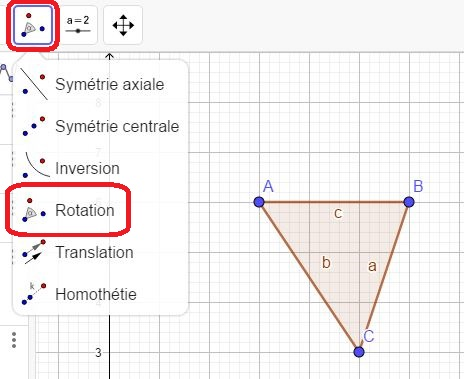 a=2
Symétrie axiale
Symétrie centrale
Inversion
Rotation
Translation
k
Homothétie
A
B
c
b
a
C
3